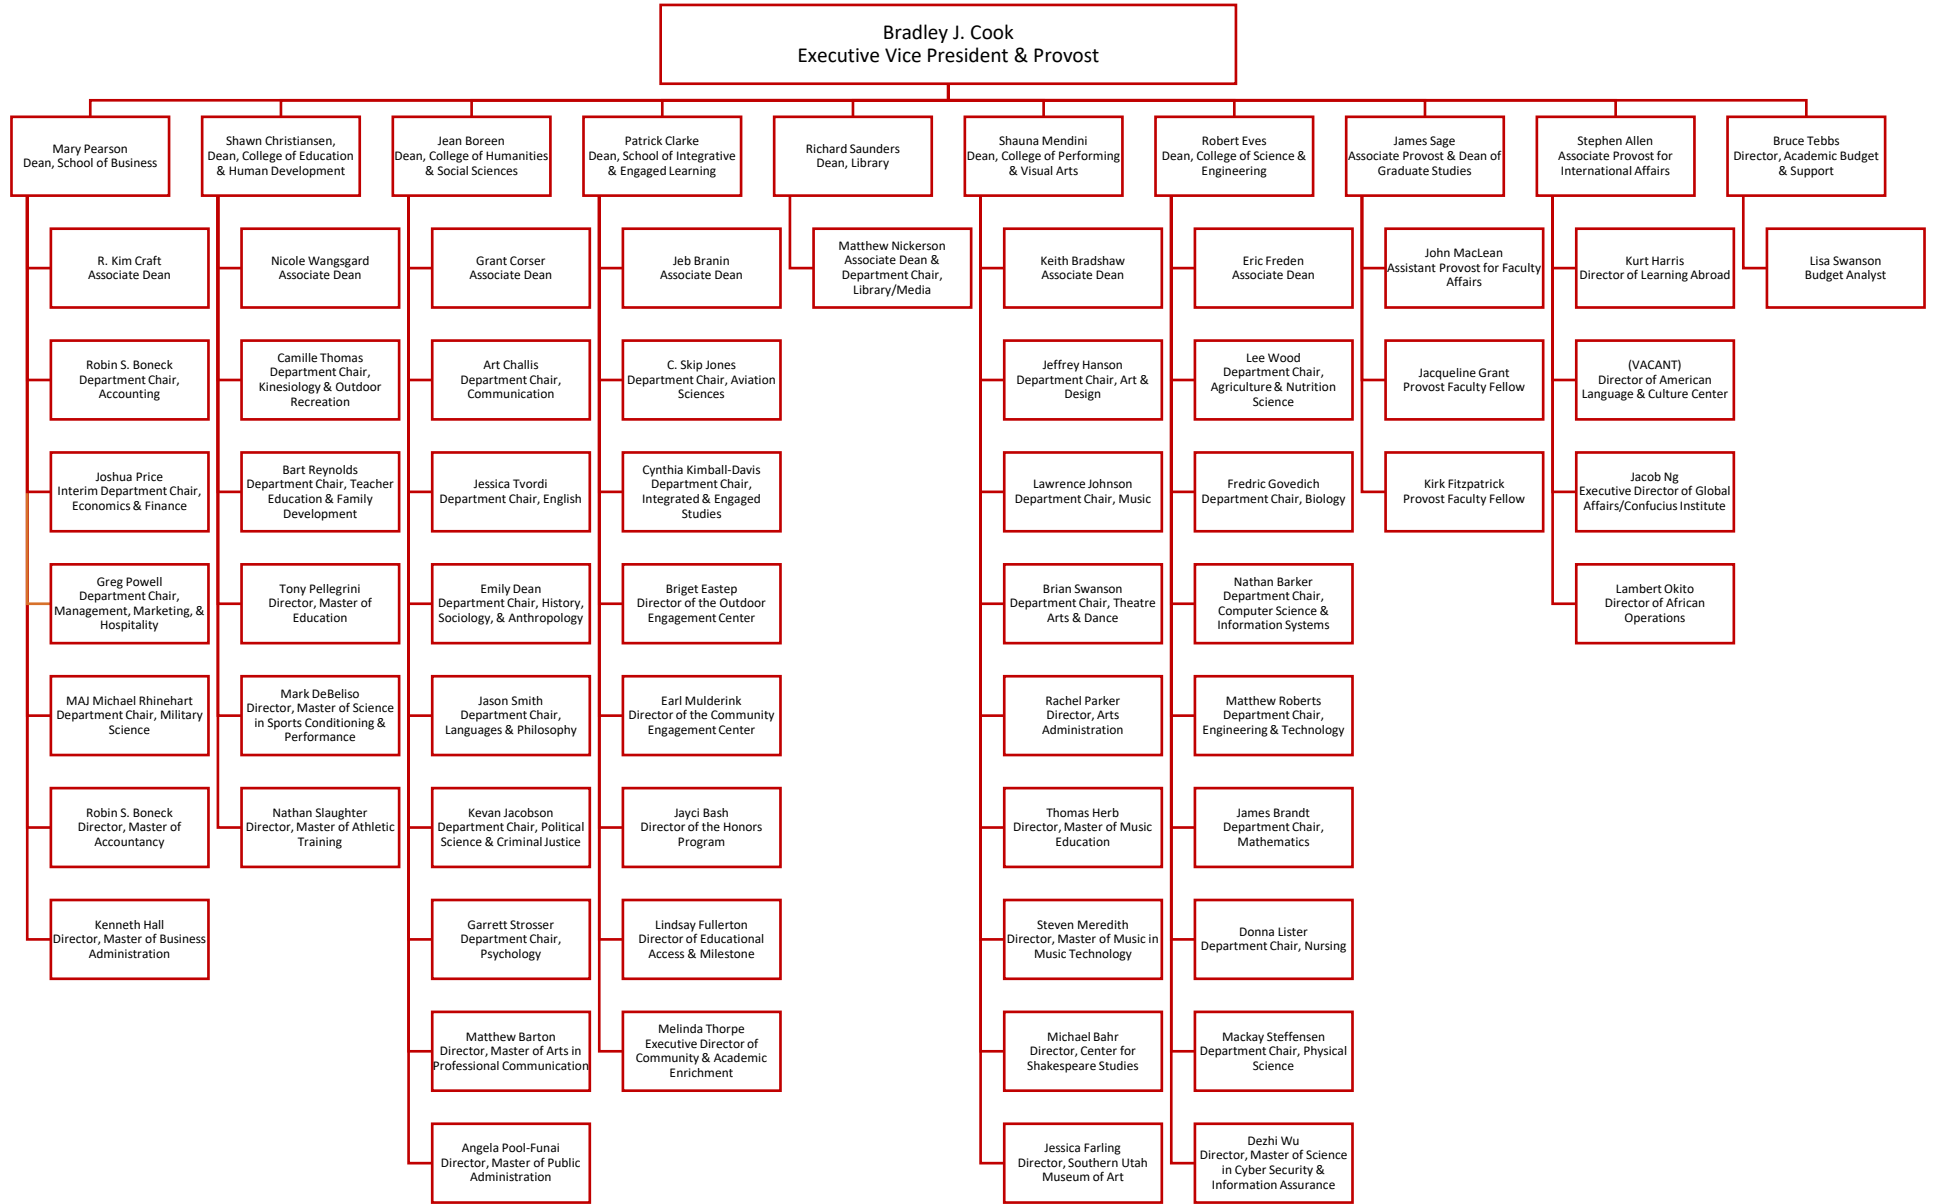 Bradley J. Cook
Executive Vice President & Provost
Mary Pearson
Dean, School of Business
Shawn Christiansen,
Dean, College of Education
& Human Development
Jean Boreen
Dean, College of Humanities
& Social Sciences
Patrick Clarke
Dean, School of Integrative
& Engaged Learning
Richard Saunders
Dean, Library
Shauna Mendini
Dean, College of Performing
& Visual Arts
Robert Eves
Dean, College of Science &
Engineering
James Sage
Associate Provost & Dean of
Graduate Studies
Stephen Allen
Associate Provost for
International Affairs
Bruce Tebbs
Director, Academic Budget
& Support
R. Kim Craft
Associate Dean
Robin S. Boneck
Department Chair,
Accounting
Joshua Price
Interim Department Chair,
Economics & Finance
Greg Powell
Department Chair,
Management, Marketing, &
Hospitality
MAJ Michael Rhinehart
Department Chair, Military
Science
Robin S. Boneck
Director, Master of
Accountancy
Kenneth Hall
Director, Master of Business
Administration
Nicole Wangsgard
Associate Dean
Camille Thomas
Department Chair,
Kinesiology & Outdoor
Recreation
Bart Reynolds
Department Chair, Teacher
Education & Family
Development
Tony Pellegrini
Director, Master of
Education
Mark DeBeliso
Director, Master of Science
in Sports Conditioning &
Performance
Nathan Slaughter
Director, Master of Athletic
Training
Grant Corser
Associate Dean
Art Challis
Department Chair,
Communication
Jessica Tvordi
Department Chair, English
Emily Dean
Department Chair, History,
Sociology, & Anthropology
Jason Smith
Department Chair,
Languages & Philosophy
Kevan Jacobson
Department Chair, Political
Science & Criminal Justice
Garrett Strosser
Department Chair,
Psychology
Matthew Barton
Director, Master of Arts in
Professional Communication
Angela Pool-Funai
Director, Master of Public
Administration
Jeb Branin
Associate Dean
C. Skip Jones
Department Chair, Aviation
Sciences
Cynthia Kimball-Davis
Department Chair,
Integrated & Engaged
Studies
Briget Eastep
Director of the Outdoor
Engagement Center
Earl Mulderink
Director of the Community
Engagement Center
Jayci Bash
Director of the Honors
Program
Lindsay Fullerton
Director of Educational
Access & Milestone
Melinda Thorpe
Executive Director of
Community & Academic
Enrichment
Matthew Nickerson
Associate Dean &
Department Chair,
Library/Media
Keith Bradshaw
Associate Dean
Jeffrey Hanson
Department Chair, Art &
Design
Lawrence Johnson
Department Chair, Music
Brian Swanson
Department Chair, Theatre
Arts & Dance
Rachel Parker
Director, Arts
Administration
Thomas Herb
Director, Master of Music
Education
Steven Meredith
Director, Master of Music in
Music Technology
Michael Bahr
Director, Center for
Shakespeare Studies
Jessica Farling
Director, Southern Utah
Museum of Art
Eric Freden
Associate Dean
Lee Wood
Department Chair,
Agriculture & Nutrition
Science
Fredric Govedich
Department Chair, Biology
Nathan Barker
Department Chair,
Computer Science &
Information Systems
Matthew Roberts
Department Chair,
Engineering & Technology
James Brandt
Department Chair,
Mathematics
Donna Lister
Department Chair, Nursing
Mackay Steffensen
Department Chair, Physical
Science
Dezhi Wu
Director, Master of Science
in Cyber Security &
Information Assurance
John MacLean
Assistant Provost for Faculty
Affairs
Jacqueline Grant
Provost Faculty Fellow
Kirk Fitzpatrick
Provost Faculty Fellow
Kurt Harris
Director of Learning Abroad
(VACANT)
Director of American
Language & Culture Center
Jacob Ng
Executive Director of Global
Affairs/Confucius Institute
Lambert Okito
Director of African
Operations
Lisa Swanson
Budget Analyst